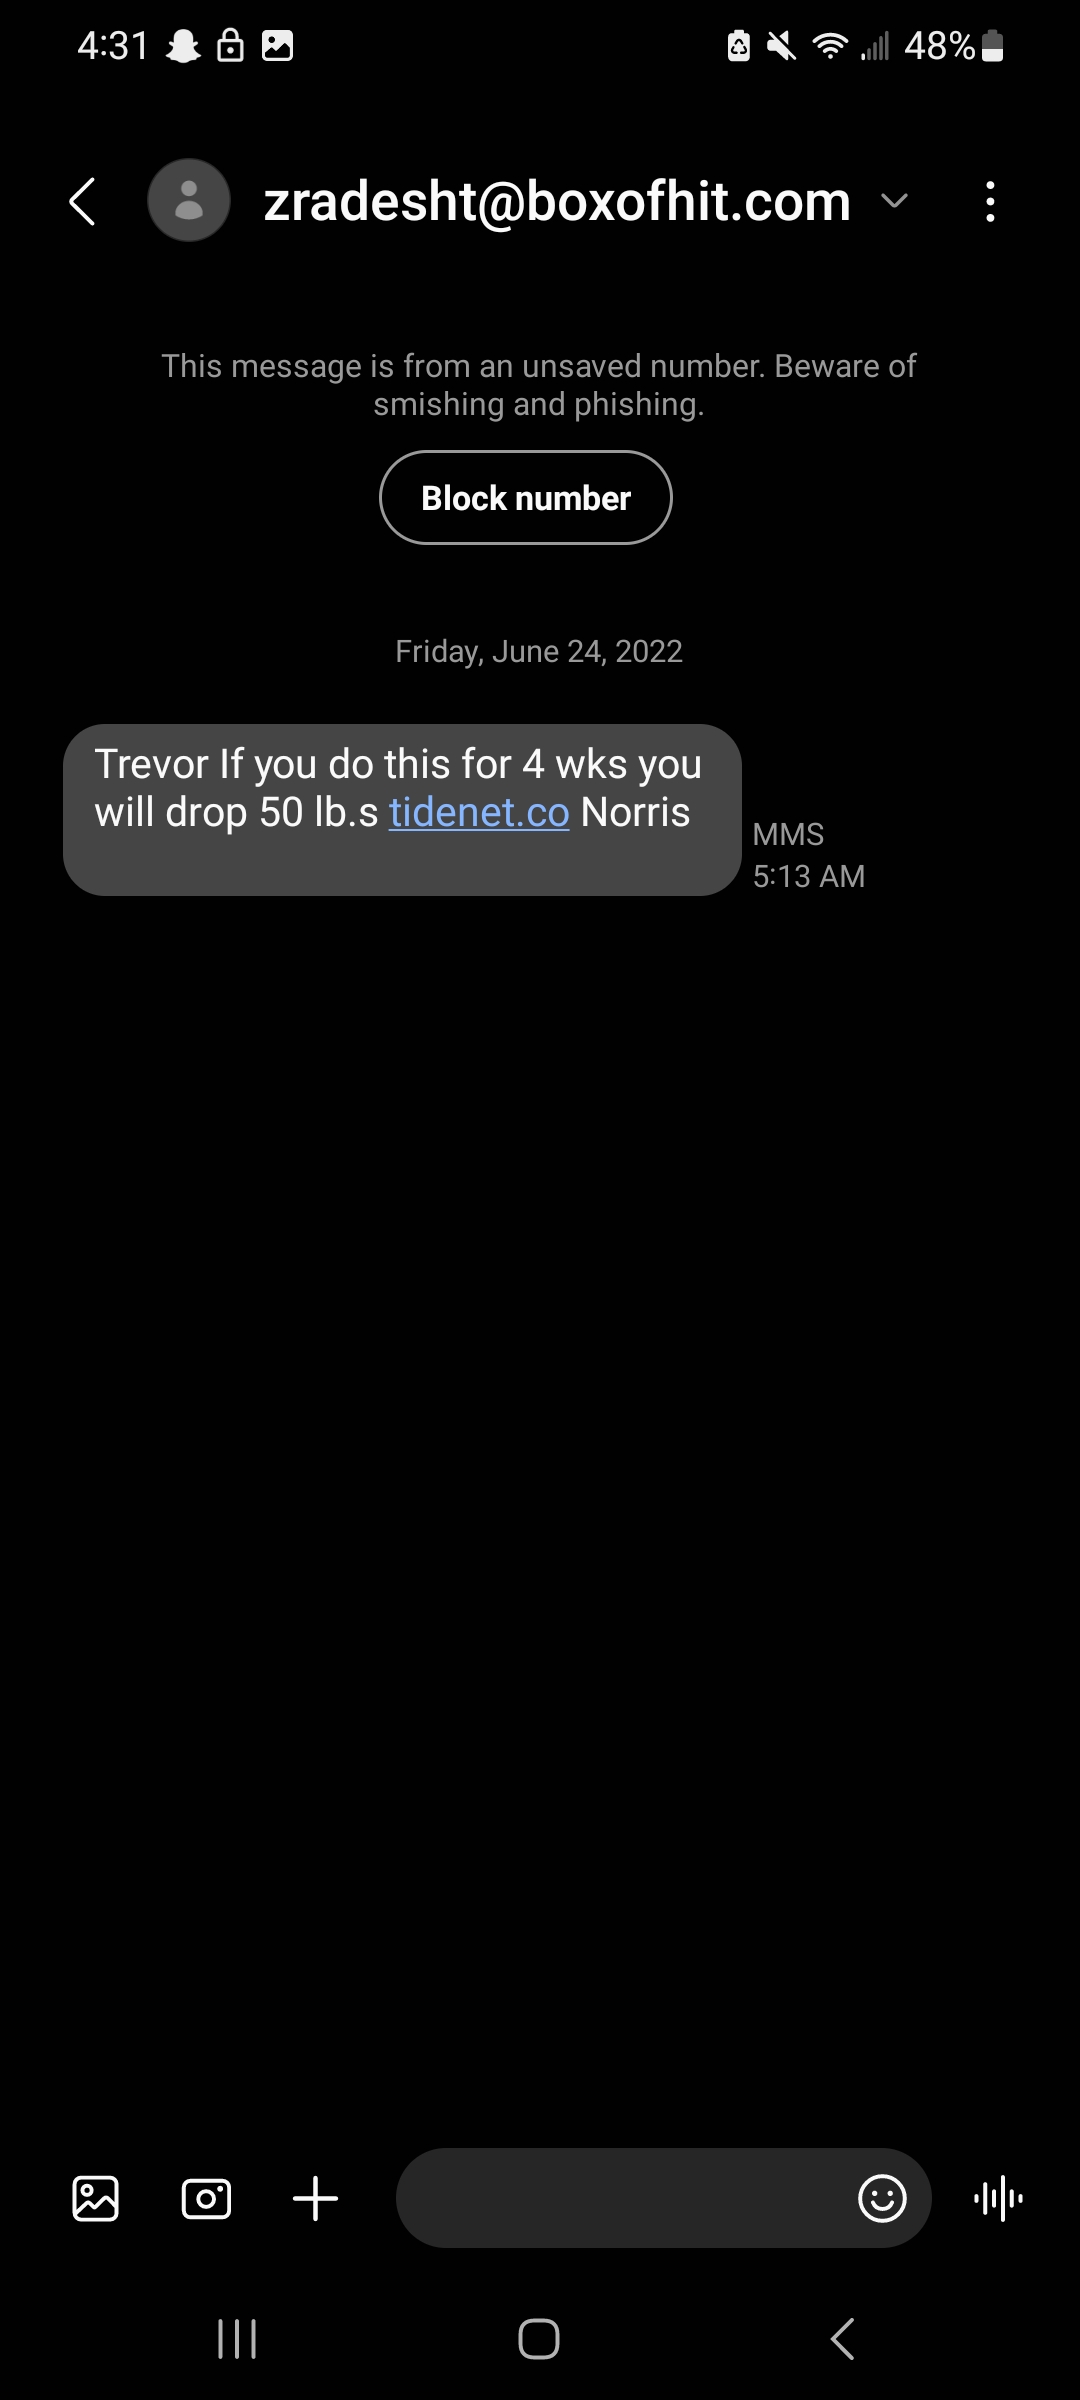 4:31 48%
zradesht@boxofhit.com
This message is from an unsaved number. Beware of
smishing and phishing.
Block number
Friday, June 24, 2022
Trevor If you do this for 4 wks you
will drop 50 lb.s tidenet.co Norris
MMS
5:13 AM